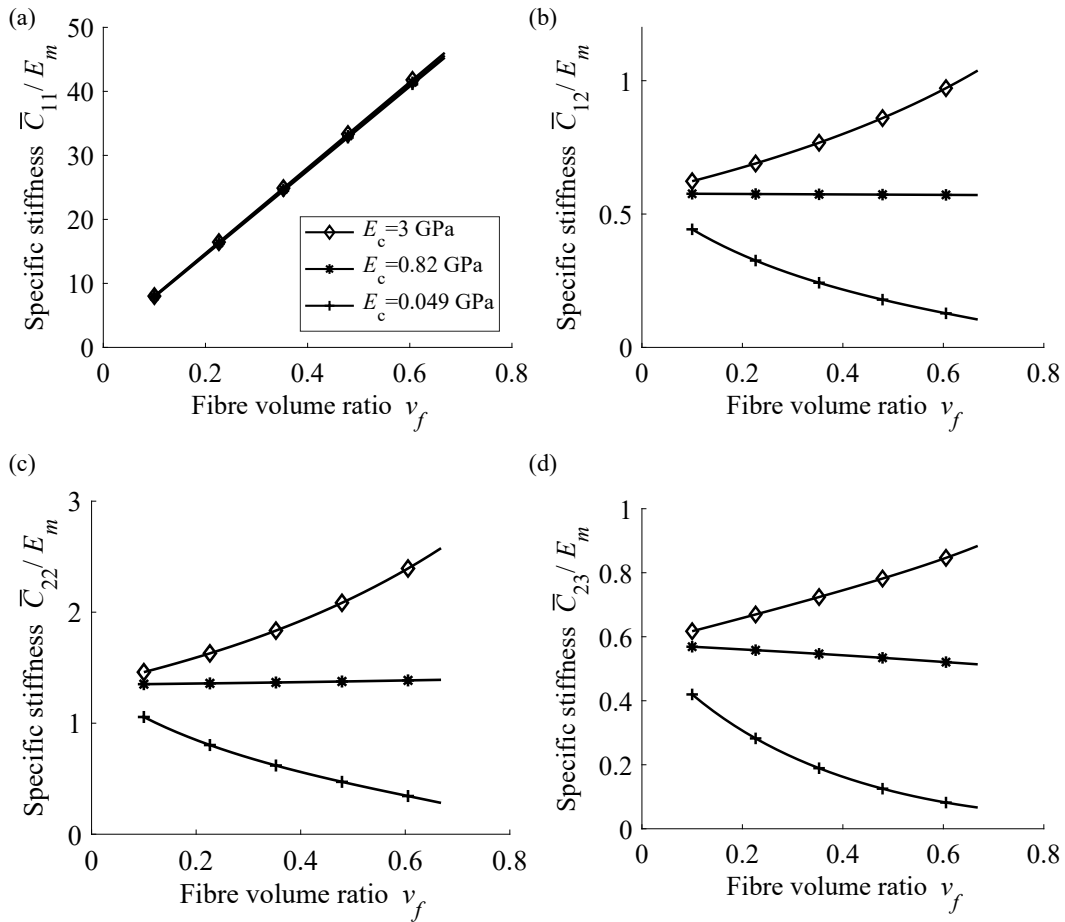 (a)
Specific stiffness C̅₁₁/ Eₘ
50
40
30
20
10
0
0 0.2 0.4 0.6 0.8
Fibre volume ratio v_f
E_c=3 GPa
E_c=0.82 GPa
E_c=0.049 GPa
(b)
Specific stiffness C̅₁₂/ Eₘ
1
0.5
0
0 0.2 0.4 0.6 0.8
Fibre volume ratio v_f
(c)
Specific stiffness C̅₂₂/ Eₘ
3
2
1
0
0 0.2 0.4 0.6 0.8
Fibre volume ratio v_f
(d)
Specific stiffness C̅₂₃/ Eₘ
1
0.8
0.6
0.4
0.2
0
0 0.2 0.4 0.6 0.8
Fibre volume ratio v_f